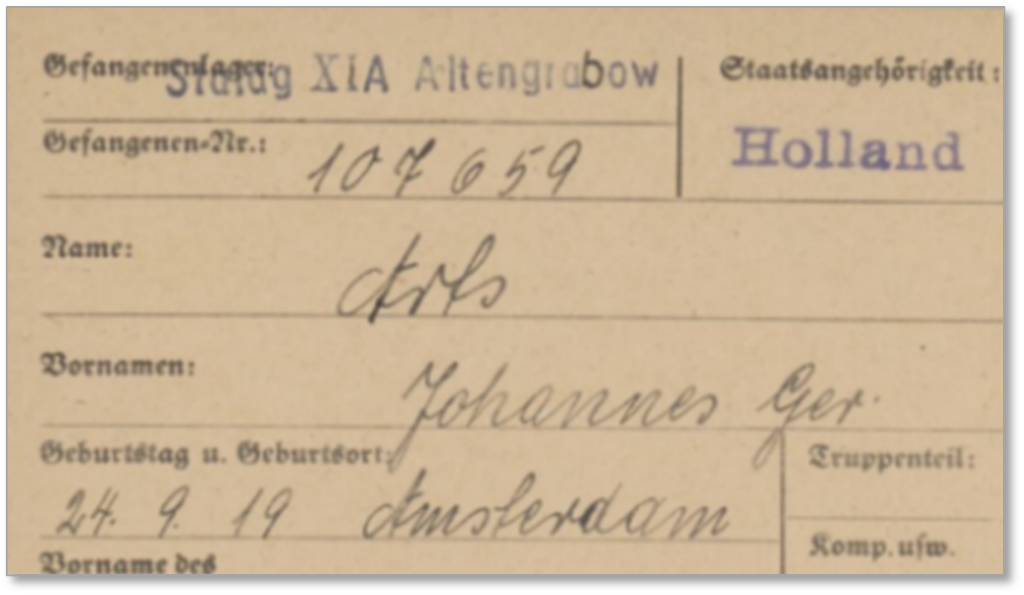 Gefangenenlager: Stalag XIA Altengrabow
Staatsangehörigkeit:
Holland
Gefangenen-Nr.: 107659
Name: Arts
Vornamen: Johannes Ger.
Geburtstag u. Geburtsort:
24. 9. 19 Amsterdam
Truppenteil:
Komp. usw.
Vorname des